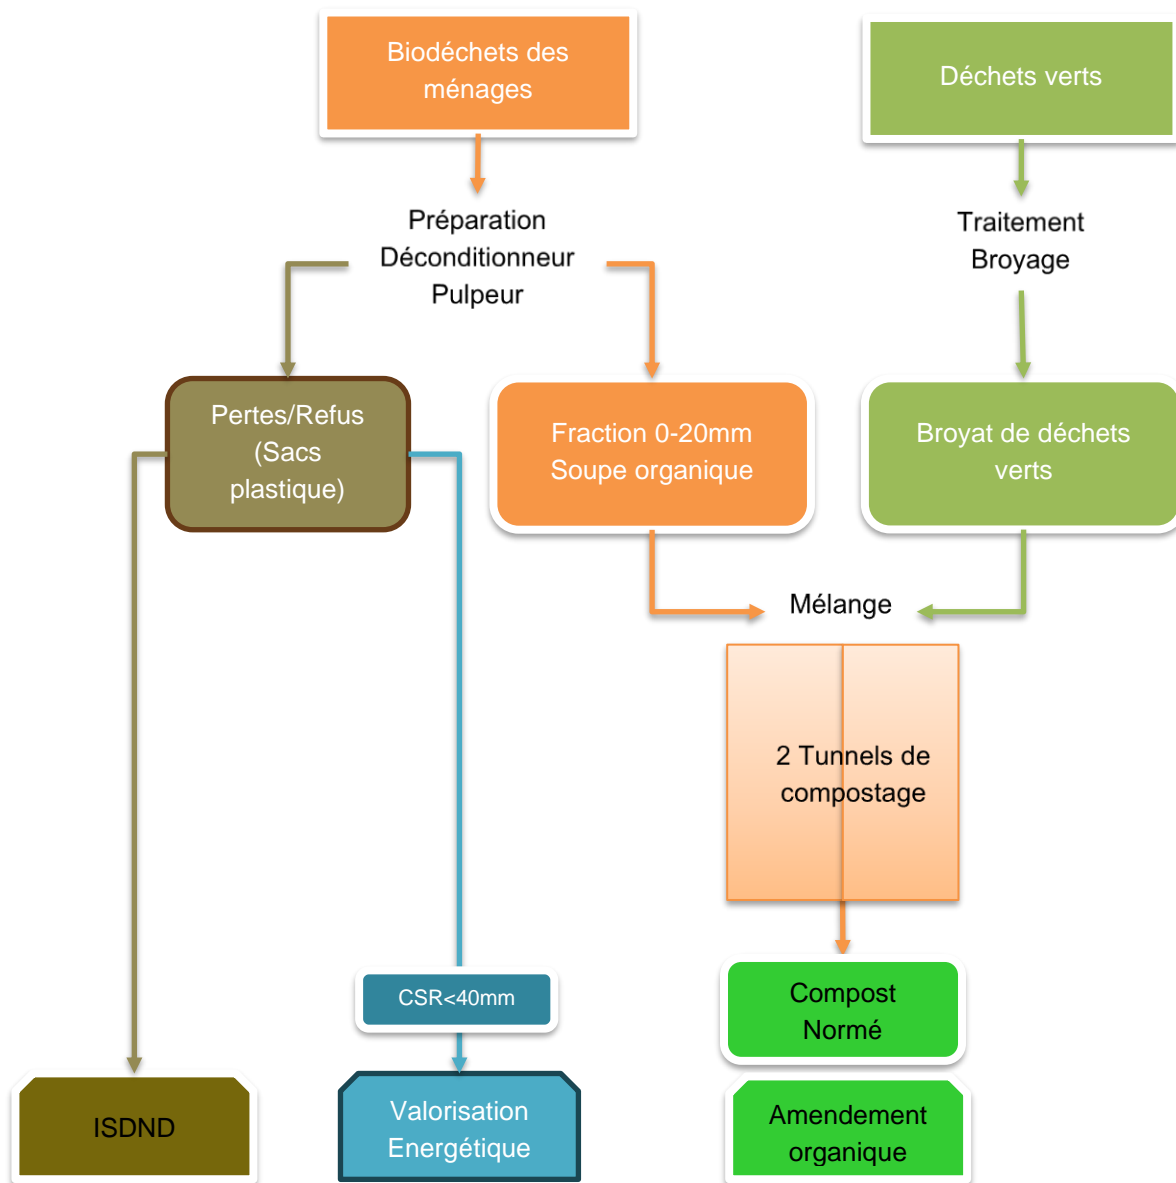 Biodéchets des
ménages
Déchets verts
Préparation
Déconditionneur
Pulpeur
Traitement
Broyage
Pertes/Refus
(Sacs
plastique)
Fraction 0-20mm
Soupe organique
Broyat de déchets
verts
Mélange
2 Tunnels de
compostage
CSR<40mm
Compost
Normé
ISDND
Valorisation
Energétique
Amendement
organique